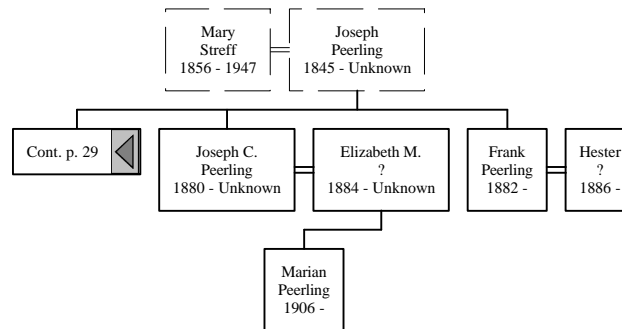 Mary
Streff
1856 - 1947
Joseph
Peerling
1845 - Unknown
Cont. p. 29
Joseph C.
Peerling
1880 - Unknown
Elizabeth M.
?
1884 - Unknown
Frank
Peerling
1882 -
Hester
?
1886 -
Marian
Peerling
1906 -